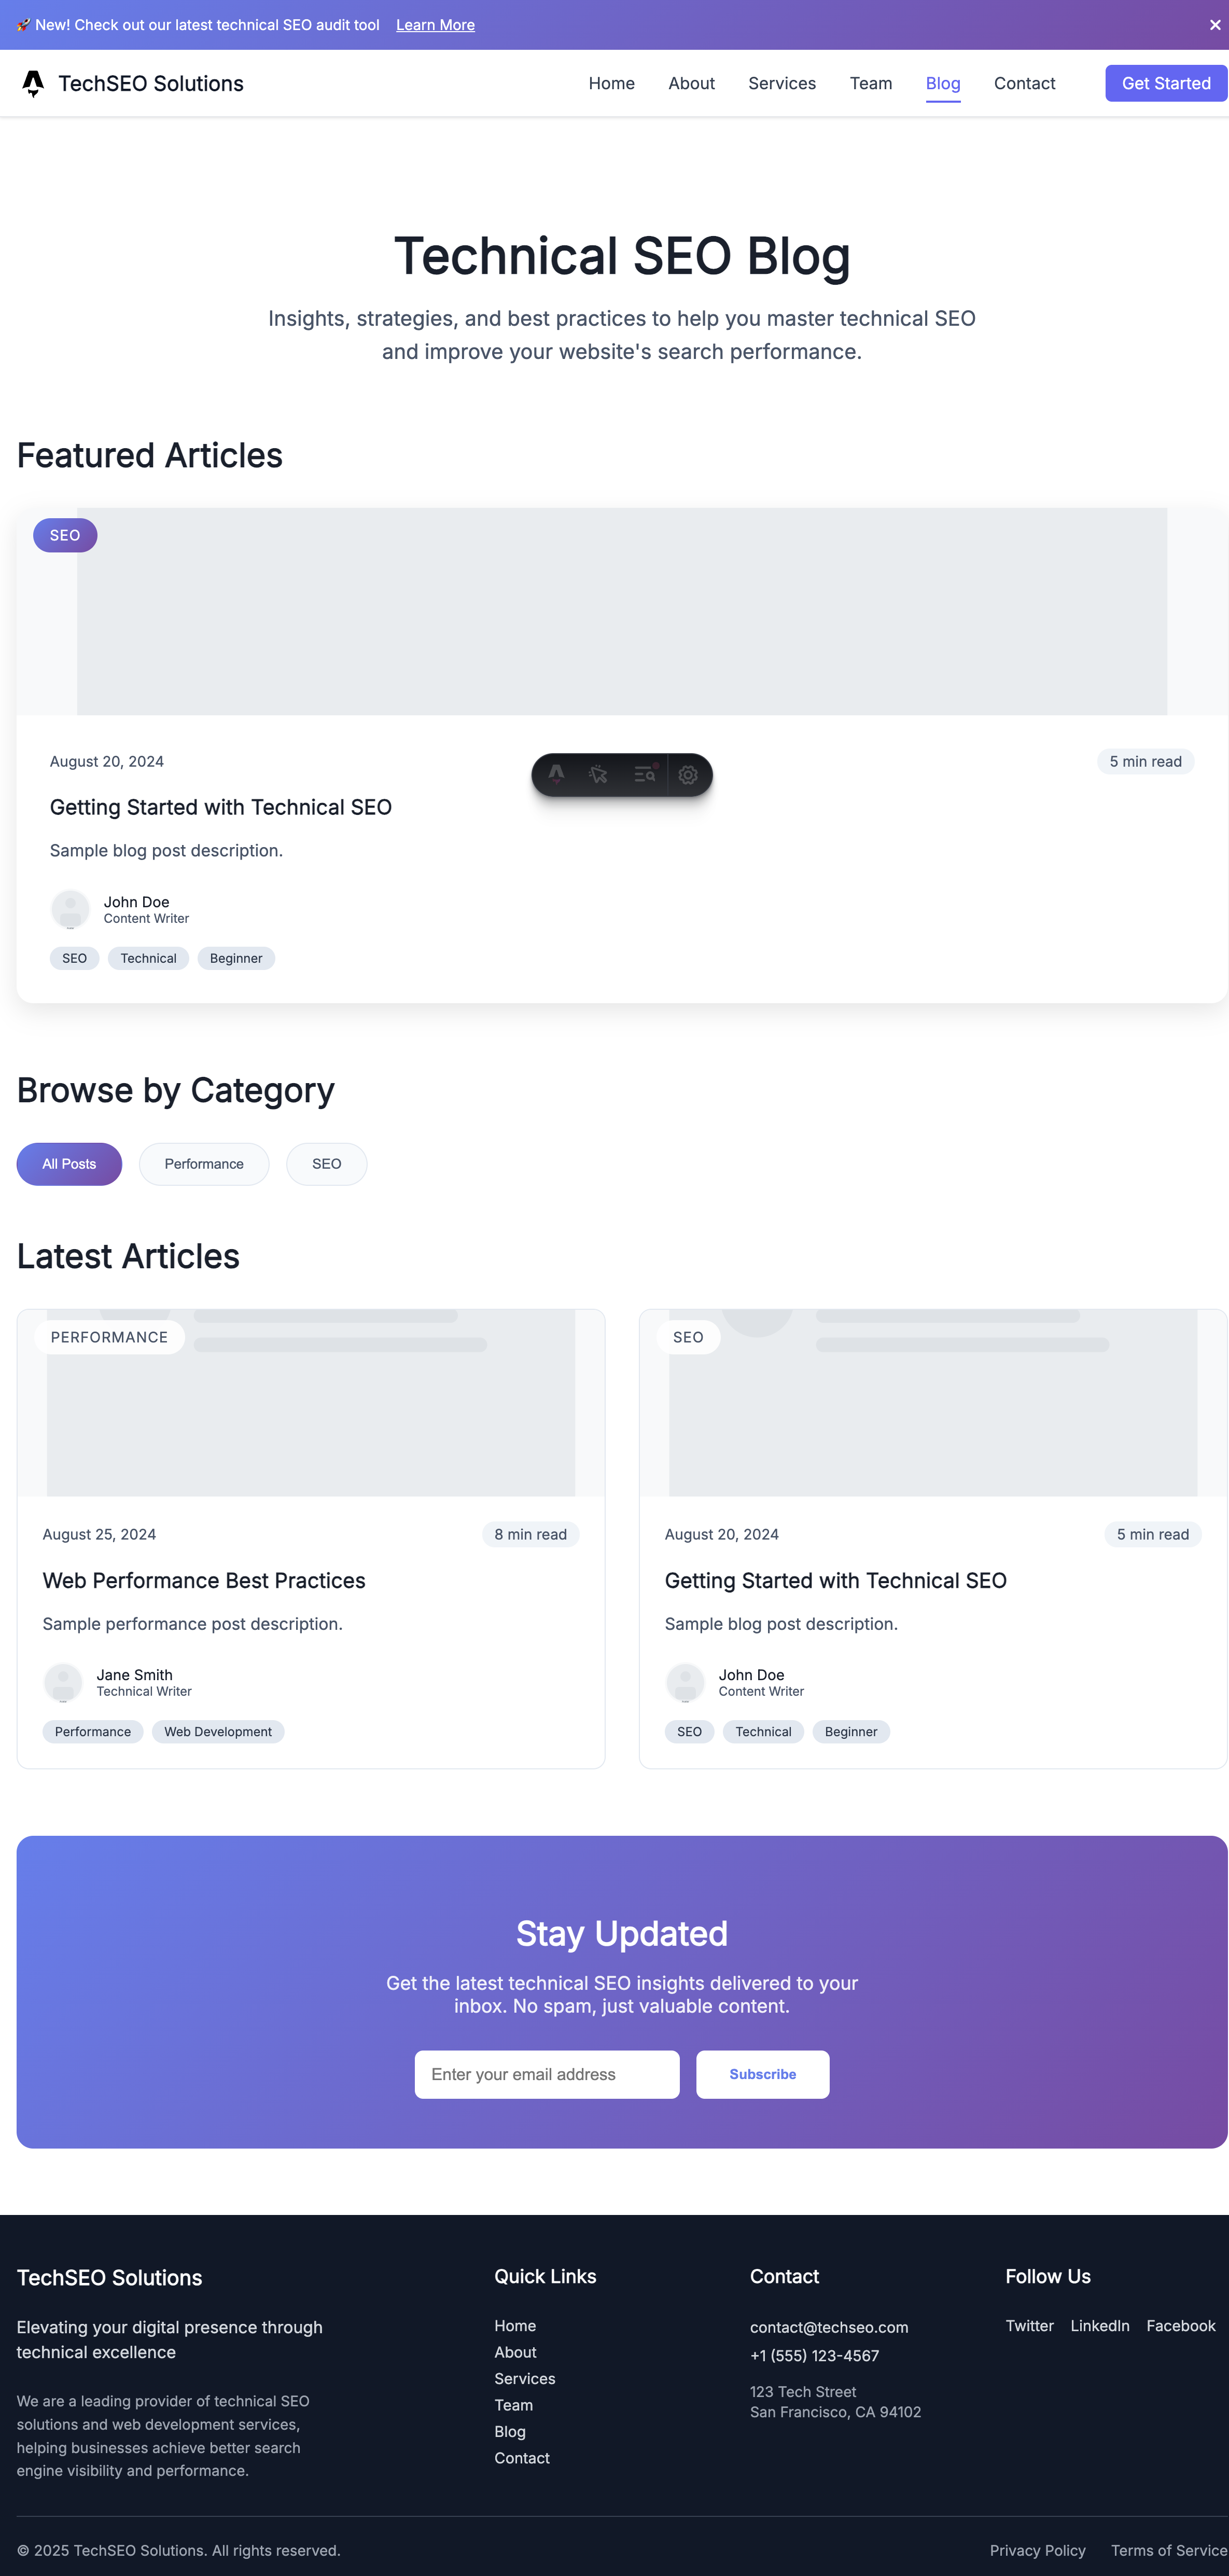 🚀 New! Check out our latest technical SEO audit tool Learn More ×
TechSEO Solutions Home About Services Team Blog Contact Get Started
Technical SEO Blog
Insights, strategies, and best practices to help you master technical SEO
and improve your website's search performance.
Featured Articles
SEO
August 20, 2024 5 min read
Getting Started with Technical SEO
Sample blog post description.
John Doe
Content Writer
SEO Technical Beginner
Browse by Category
All Posts Performance SEO
Latest Articles
PERFORMANCE
August 25, 2024 8 min read
Web Performance Best Practices
Sample performance post description.
Jane Smith
Technical Writer
Performance Web Development
SEO
August 20, 2024 5 min read
Getting Started with Technical SEO
Sample blog post description.
John Doe
Content Writer
SEO Technical Beginner
Stay Updated
Get the latest technical SEO insights delivered to your
inbox. No spam, just valuable content.
Enter your email address Subscribe
TechSEO Solutions
Elevating your digital presence through
technical excellence
We are a leading provider of technical SEO
solutions and web development services,
helping businesses achieve better search
engine visibility and performance.
Quick Links
Home
About
Services
Team
Blog
Contact
Contact
contact@techseo.com
+1 (555) 123-4567
123 Tech Street
San Francisco, CA 94102
Follow Us
Twitter LinkedIn Facebook
© 2025 TechSEO Solutions. All rights reserved. Privacy Policy Terms of Service